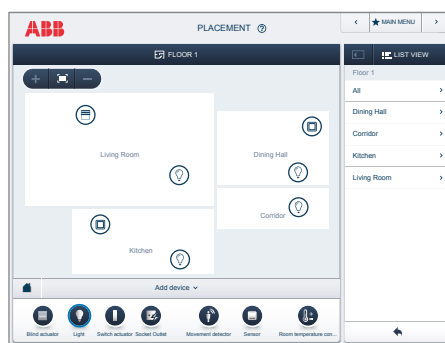 ABB
PLACEMENT ?
MAIN MENU
FLOOR 1
LIST VIEW
Floor 1
All
Dining Hall
Corridor
Kitchen
Living Room
Living Room
Dining Hall
Corridor
Kitchen
Add device
Blind actuator
Light
Switch actuator
Socket Outlet
Movement detector
Sensor
Room temperature con...